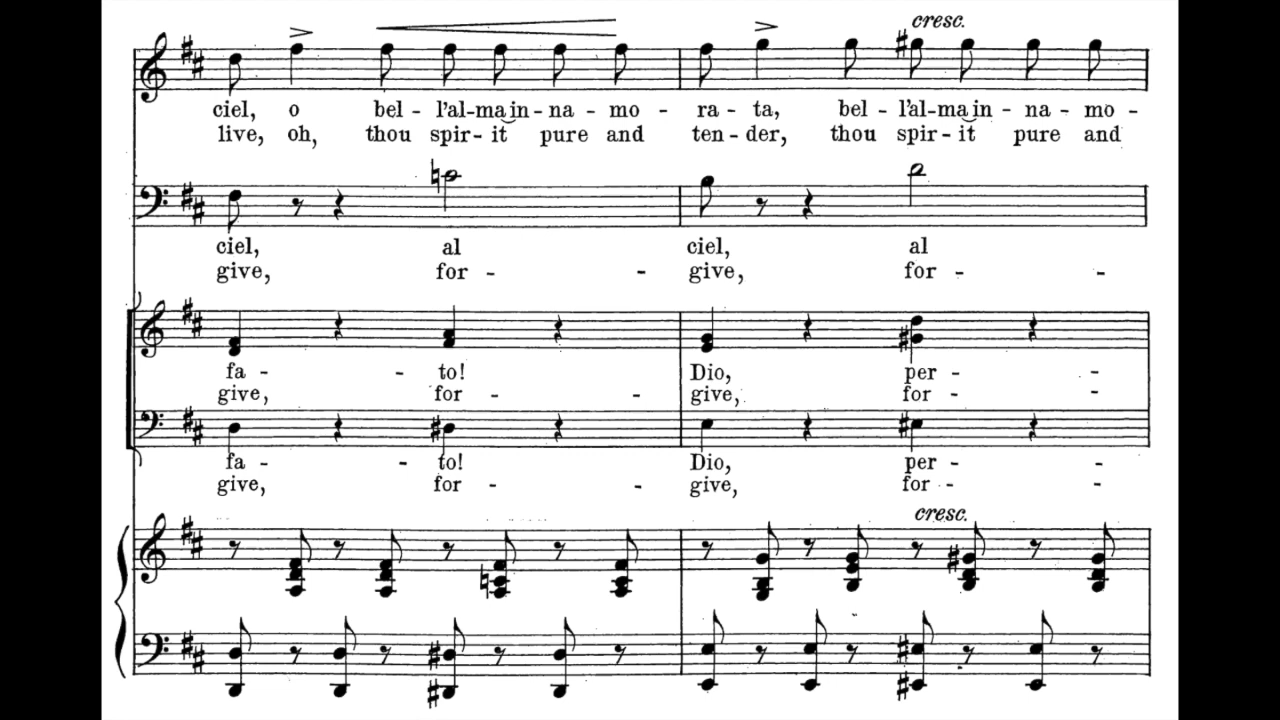 cresc.
ciel, o bel - l'al-ma in - na - mo - ra - ta, bel - l'al-ma in - na - mo -
live, oh, thou spir - it pure and ten - der, thou spir - it pure and
ciel, al ciel, al
give, for - - give, for - -
fa - - to! Dio, per - -
give, for - - give, for - -
fa - - to! Dio, per - -
give, for - - give, for - -
cresc.